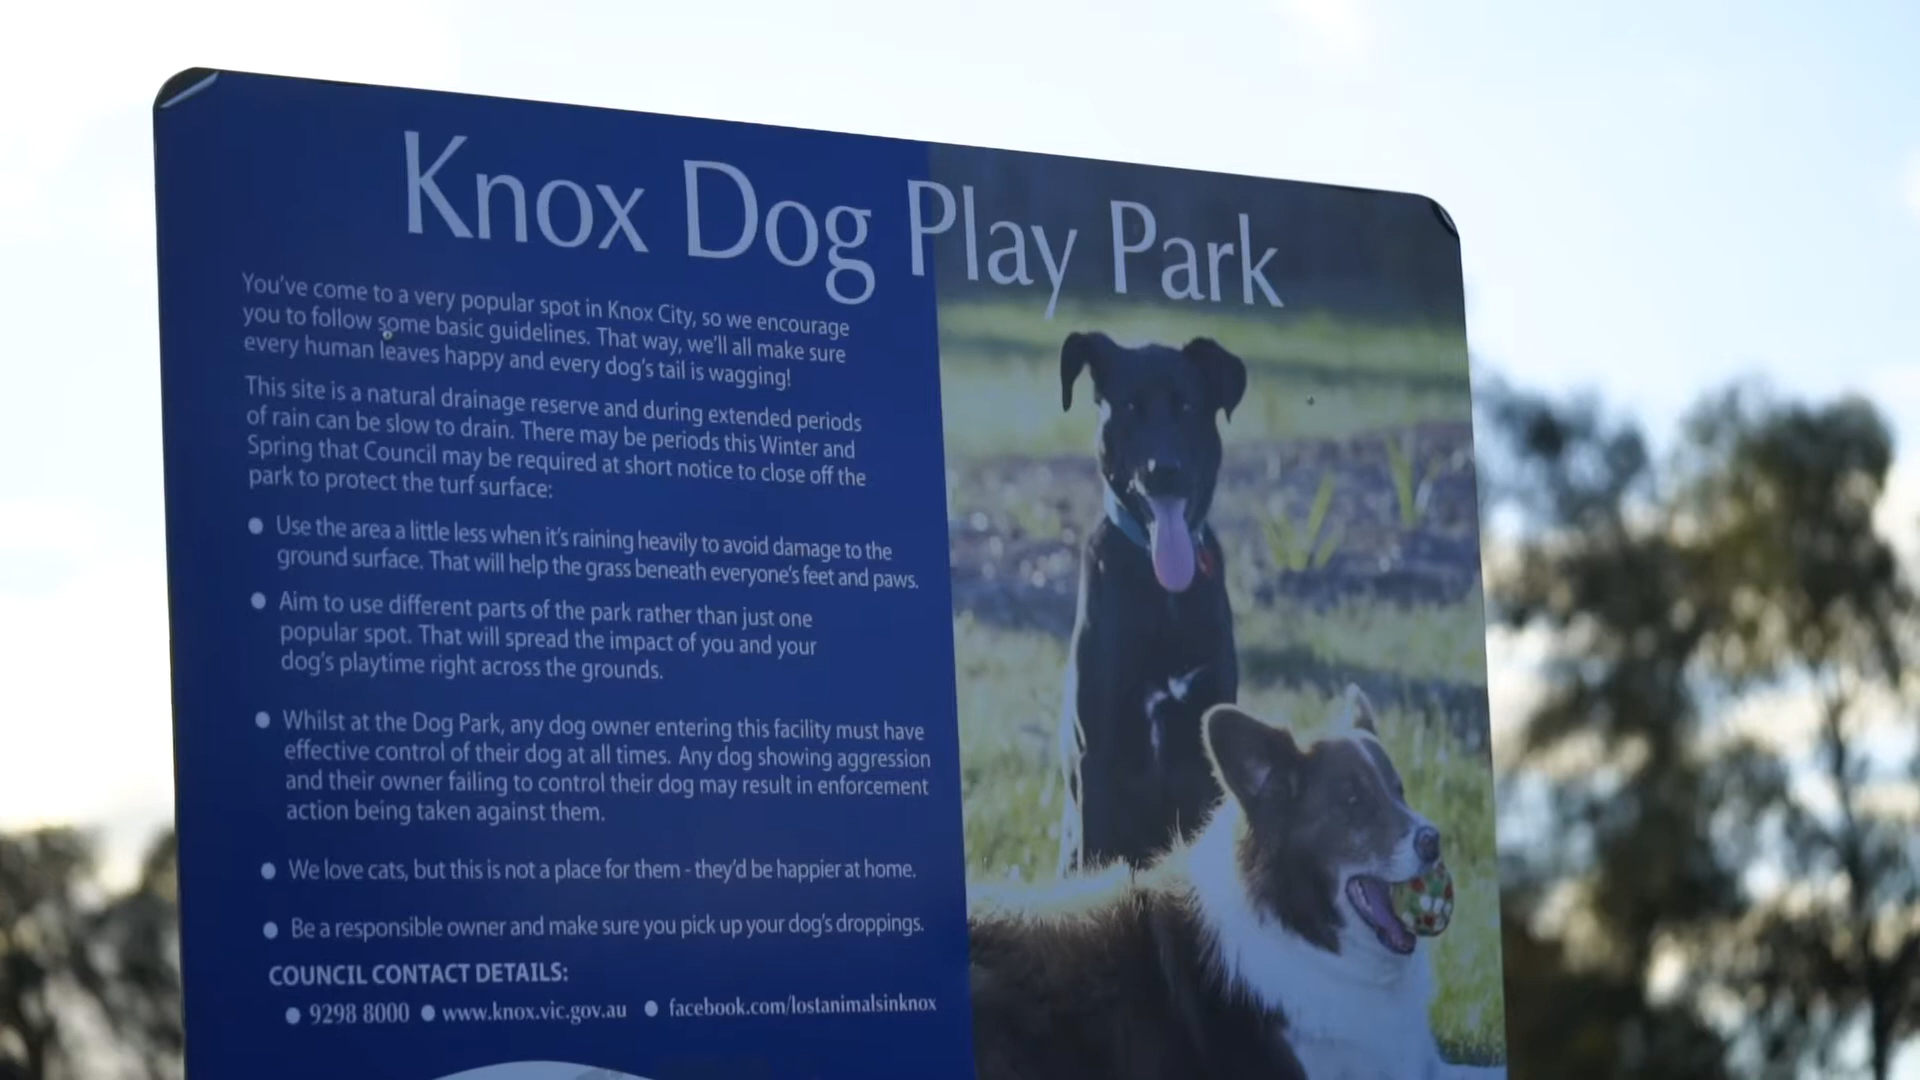 Knox Dog Play Park
You've come to a very popular spot in Knox City, so we encourage
you to follow some basic guidelines. That way, we'll all make sure
every human leaves happy and every dog's tail is wagging!
This site is a natural drainage reserve and during extended periods
of rain can be slow to drain. There may be periods this Winter and
Spring that Council may be required at short notice to close off the
park to protect the turf surface:
● Use the area a little less when it's raining heavily to avoid damage to the
ground surface. That will help the grass beneath everyone's feet and paws.
● Aim to use different parts of the park rather than just one
popular spot. That will spread the impact of you and your
dog's playtime right across the grounds.
● Whilst at the Dog Park, any dog owner entering this facility must have
effective control of their dog at all times. Any dog showing aggression
and their owner failing to control their dog may result in enforcement
action being taken against them.
● We love cats, but this is not a place for them - they'd be happier at home.
● Be a responsible owner and make sure you pick up your dog's droppings.
COUNCIL CONTACT DETAILS:
● 9298 8000 ● www.knox.vic.gov.au ● facebook.com/lostanimalsinknox